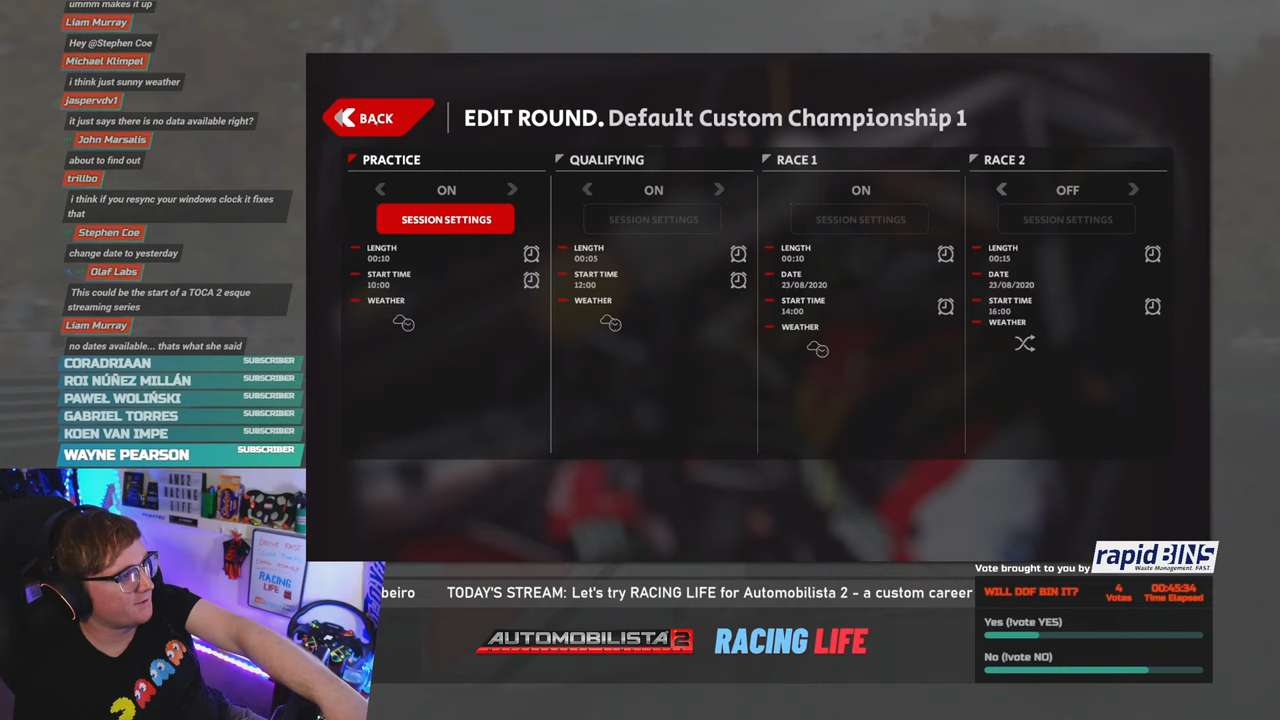 ummm makes it up
Liam Murray
Hey @Stephen Coe
Michael Klimpel
i think just sunny weather
jaspervdv1
it just says there is no data available right?
John Marsalis
about to find out
trillbo
i think if you resync your windows clock it fixes
that
Stephen Coe
change date to yesterday
Olaf Labs
This could be the start of a TOCA 2 esque
streaming series
Liam Murray
no dates available... thats what she said
CORADRIAAN SUBSCRIBER
ROI NÚÑEZ MILLÁN SUBSCRIBER
PAWEŁ WOLIŃSKI SUBSCRIBER
GABRIEL TORRES SUBSCRIBER
KOEN VAN IMPE SUBSCRIBER
WAYNE PEARSON SUBSCRIBER
BACK
EDIT ROUND. Default Custom Championship 1
PRACTICE
ON
SESSION SETTINGS
LENGTH
00:10
START TIME
10:00
WEATHER
QUALIFYING
ON
SESSION SETTINGS
LENGTH
00:05
START TIME
12:00
WEATHER
RACE 1
ON
SESSION SETTINGS
LENGTH
00:10
DATE
23/08/2020
START TIME
14:00
WEATHER
RACE 2
OFF
SESSION SETTINGS
LENGTH
00:15
DATE
23/08/2020
START TIME
16:00
WEATHER
AMS2
RACING
LIFE
RACING
LIFE
beiro TODAY'S STREAM: Let's try RACING LIFE for Automobilista 2 - a custom career
AUTOMOBILISTA 2
RACING LIFE
Vote brought to you by
rapidBINS
Waste Management. FAST.
WILL DDF BIN IT?
4
Votes
00:45:34
Time Elapsed
Yes (!vote YES)
No (!vote NO)